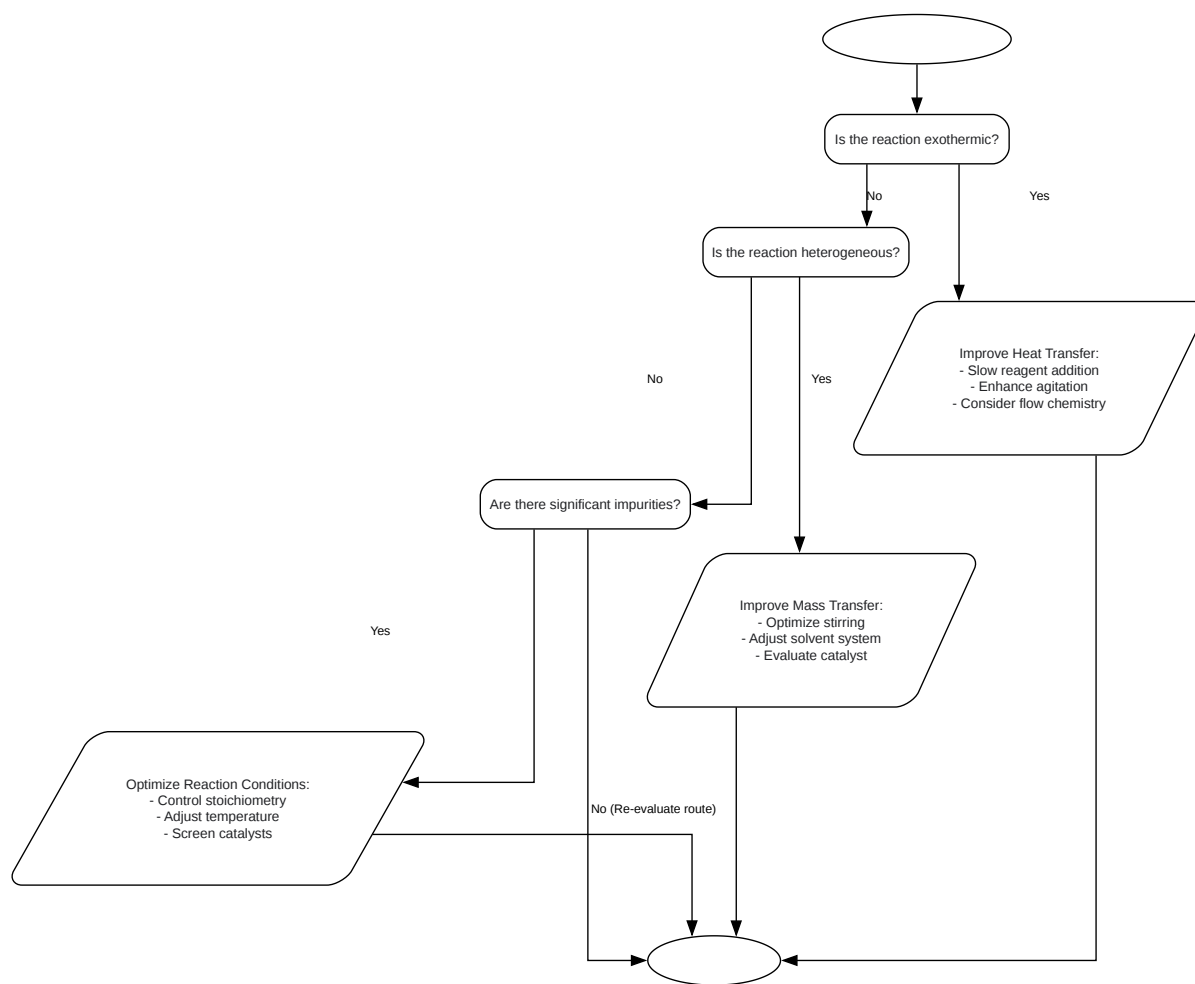 Is the reaction exothermic?
No
Yes
Is the reaction heterogeneous?
Improve Heat Transfer:
- Slow reagent addition
- Enhance agitation
- Consider flow chemistry
No
Yes
Are there significant impurities?
Improve Mass Transfer:
- Optimize stirring
- Adjust solvent system
- Evaluate catalyst
Yes
Optimize Reaction Conditions:
- Control stoichiometry
- Adjust temperature
- Screen catalysts
No (Re-evaluate route)